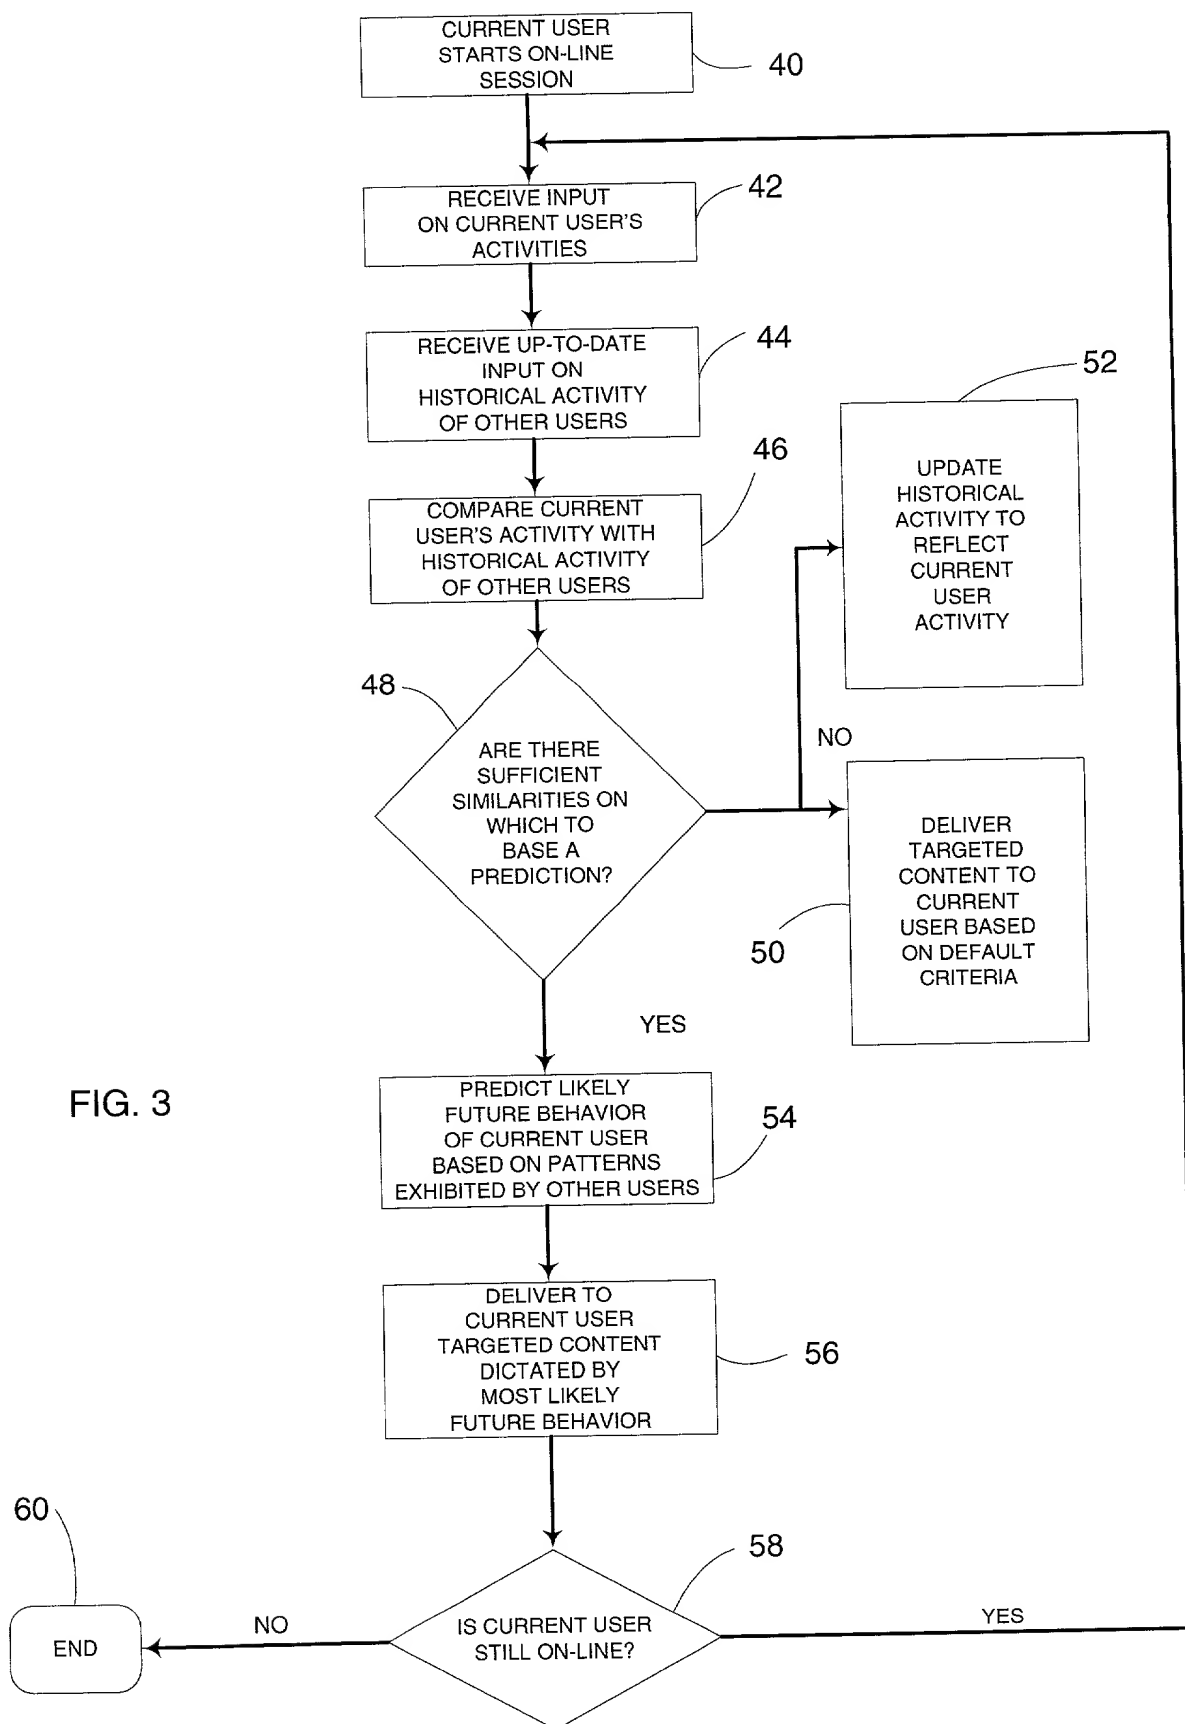 CURRENT USER
STARTS ON-LINE
SESSION
40
RECEIVE INPUT
ON CURRENT USER'S
ACTIVITIES
42
RECEIVE UP-TO-DATE
INPUT ON
HISTORICAL ACTIVITY
OF OTHER USERS
44
COMPARE CURRENT
USER'S ACTIVITY WITH
HISTORICAL ACTIVITY
OF OTHER USERS
46
52
UPDATE
HISTORICAL
ACTIVITY TO
REFLECT
CURRENT
USER
ACTIVITY
48
ARE THERE
SUFFICIENT
SIMILARITIES ON
WHICH TO
BASE A
PREDICTION?
NO
DELIVER
TARGETED
CONTENT TO
CURRENT
USER BASED
ON DEFAULT
CRITERIA
50
YES
FIG. 3
PREDICT LIKELY
FUTURE BEHAVIOR
OF CURRENT USER
BASED ON PATTERNS
EXHIBITED BY OTHER USERS
54
DELIVER TO
CURRENT USER
TARGETED CONTENT
DICTATED BY
MOST LIKELY
FUTURE BEHAVIOR
56
60
END
NO
58
IS CURRENT USER
STILL ON-LINE?
YES